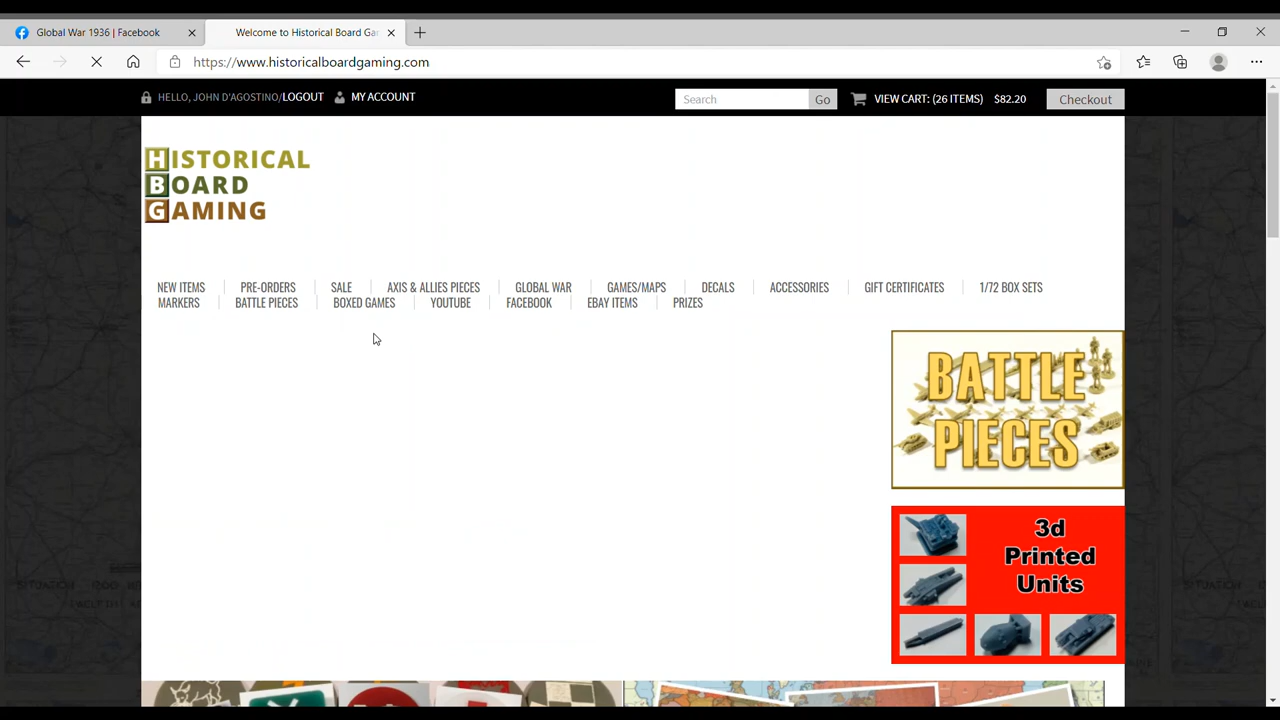 Global War 1936 | Facebook
Welcome to Historical Board Ga
https://www.historicalboardgaming.com
HELLO, JOHN D'AGOSTINO/LOGOUT MY ACCOUNT
Search Go VIEW CART: (26 ITEMS) $82.20 Checkout
HISTORICAL
BOARD
GAMING
NEW ITEMS PRE-ORDERS SALE AXIS & ALLIES PIECES GLOBAL WAR GAMES/MAPS DECALS ACCESSORIES GIFT CERTIFICATES 1/72 BOX SETS
MARKERS BATTLE PIECES BOXED GAMES YOUTUBE FACEBOOK EBAY ITEMS PRIZES
BATTLE
PIECES
3d
Printed
Units
SITUATION
SITUATION